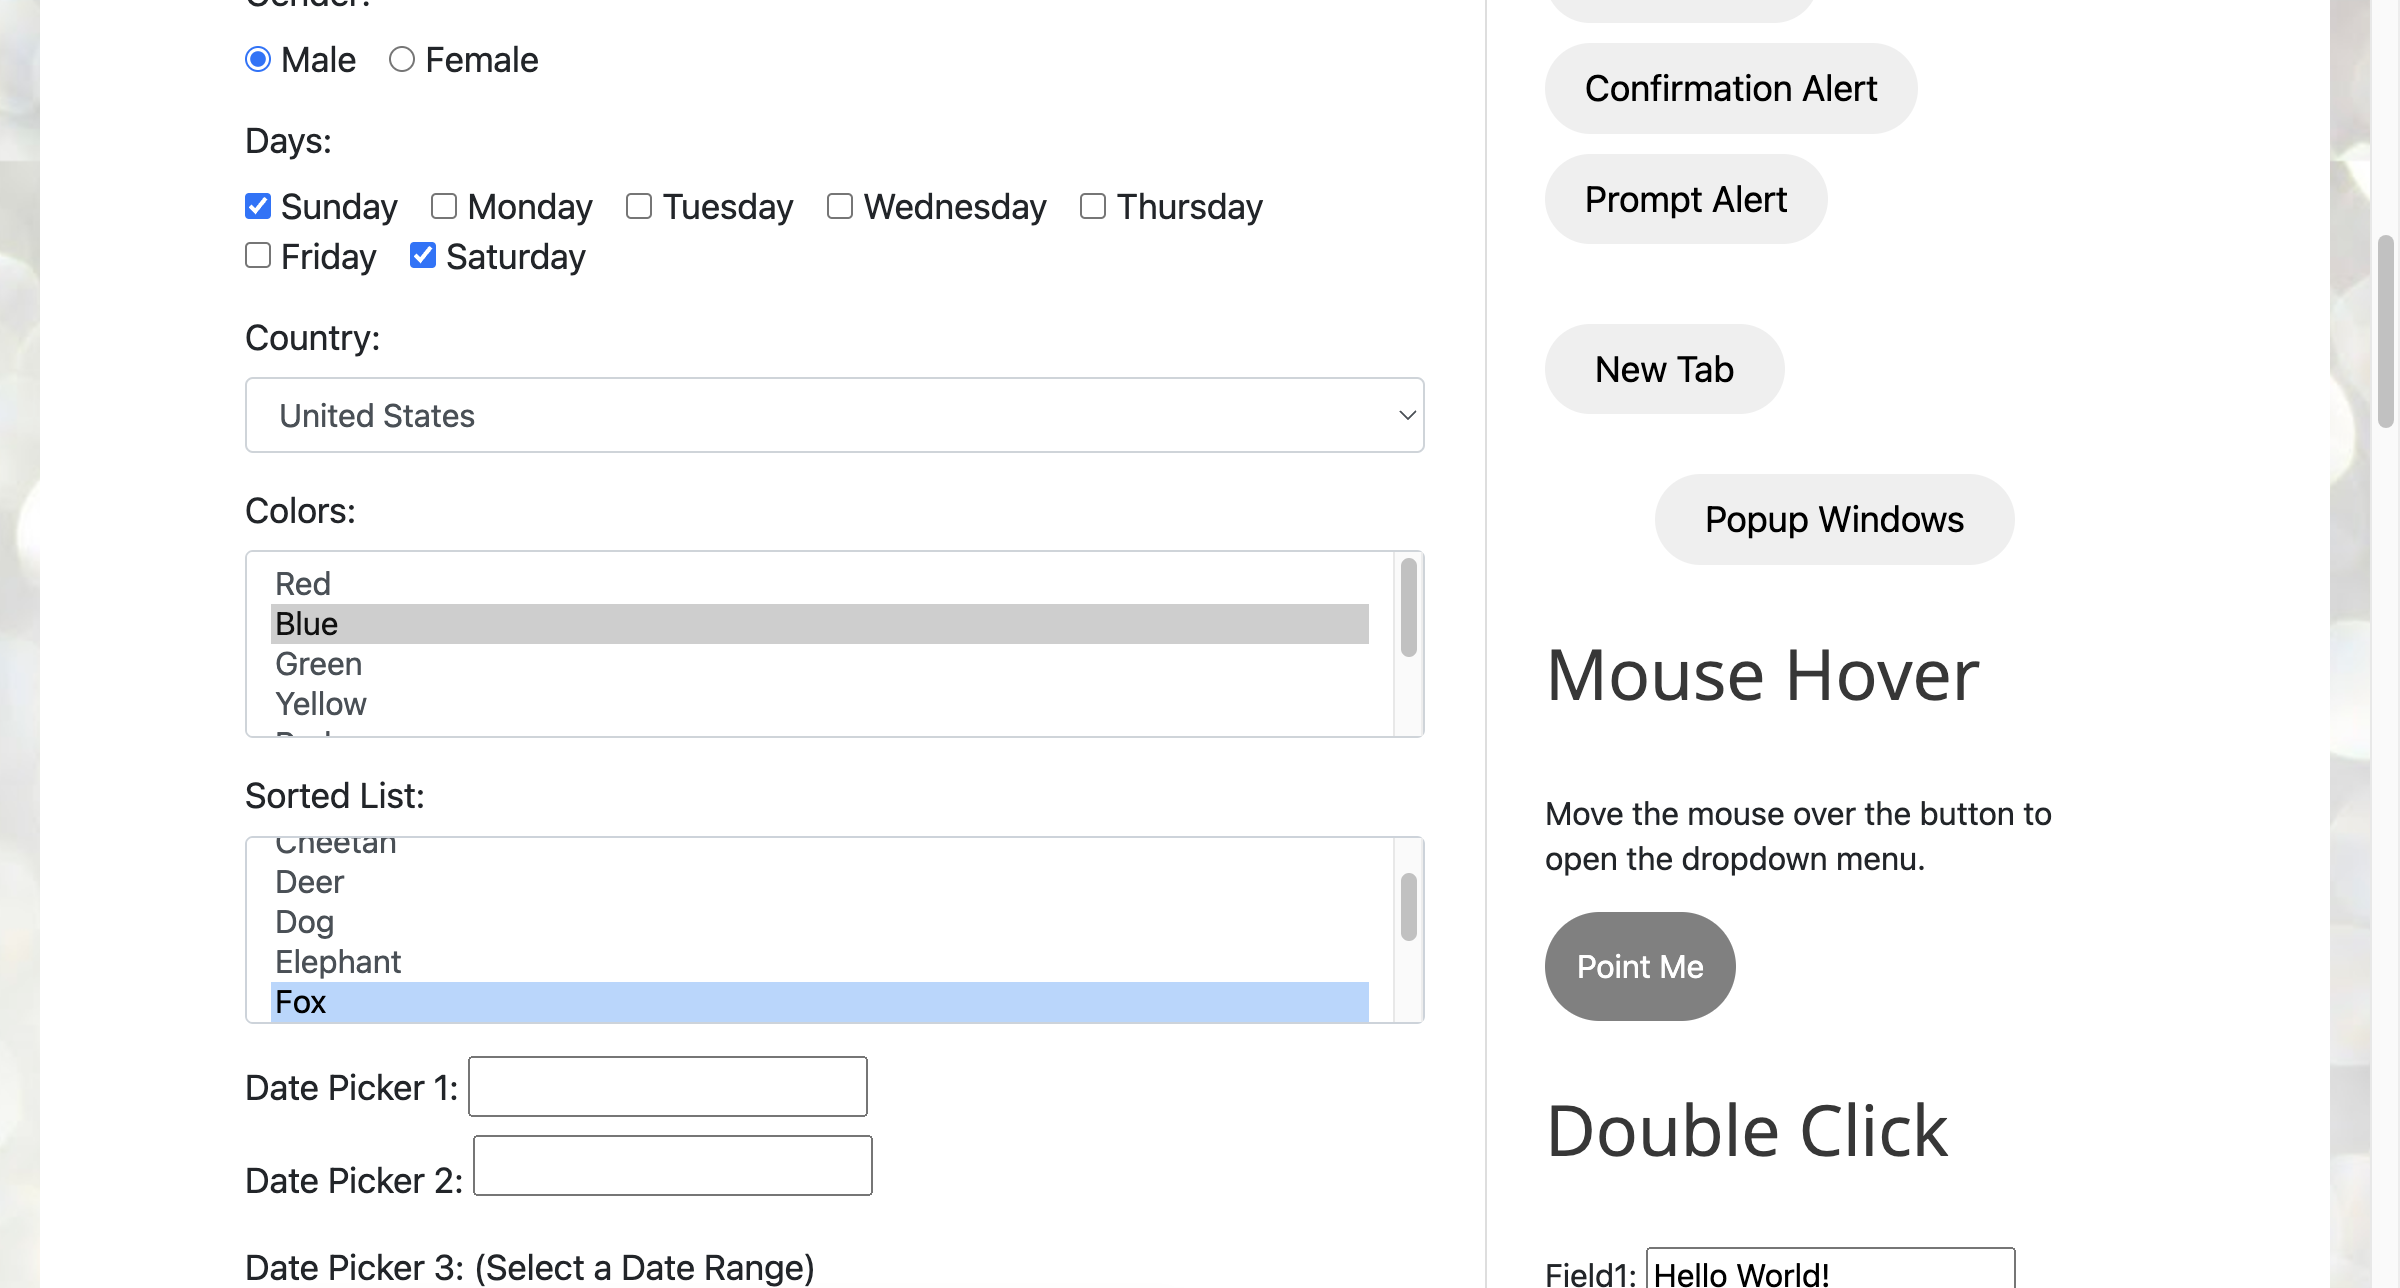 Gender:
Male Female
Days:
Sunday Monday Tuesday Wednesday Thursday
Friday Saturday
Country:
United States
Colors:
Red
Blue
Green
Yellow
Sorted List:
Cheetah
Deer
Dog
Elephant
Fox
Date Picker 1:
Date Picker 2:
Date Picker 3: (Select a Date Range)
Confirmation Alert
Prompt Alert
New Tab
Popup Windows
Mouse Hover
Move the mouse over the button to
open the dropdown menu.
Point Me
Double Click
Field1: Hello World!